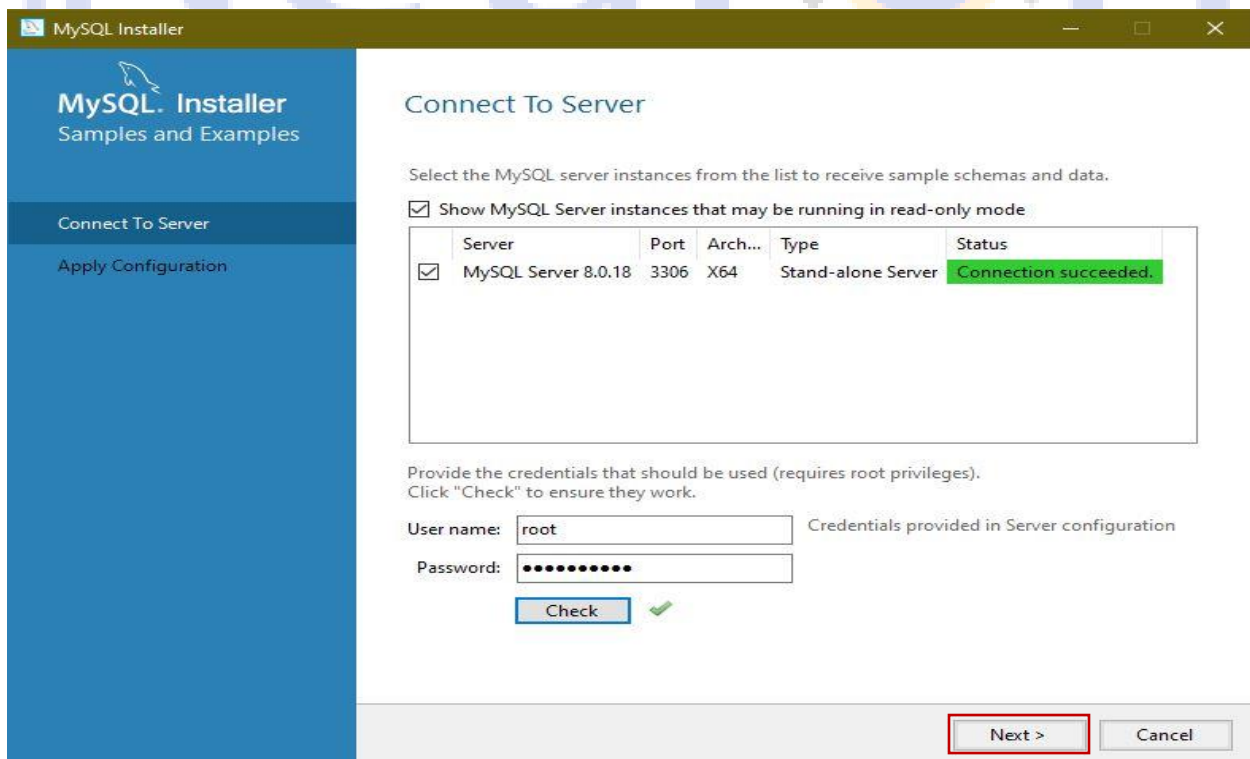 MySQL Installer
MySQL. Installer
Samples and Examples
Connect To Server
Apply Configuration
Connect To Server
Select the MySQL server instances from the list to receive sample schemas and data.
Show MySQL Server instances that may be running in read-only mode
Server Port Arch... Type Status
MySQL Server 8.0.18 3306 X64 Stand-alone Server Connection succeeded.
Provide the credentials that should be used (requires root privileges).
Click "Check" to ensure they work.
User name: root Credentials provided in Server configuration
Password: ••••••••••
Check
Next > Cancel